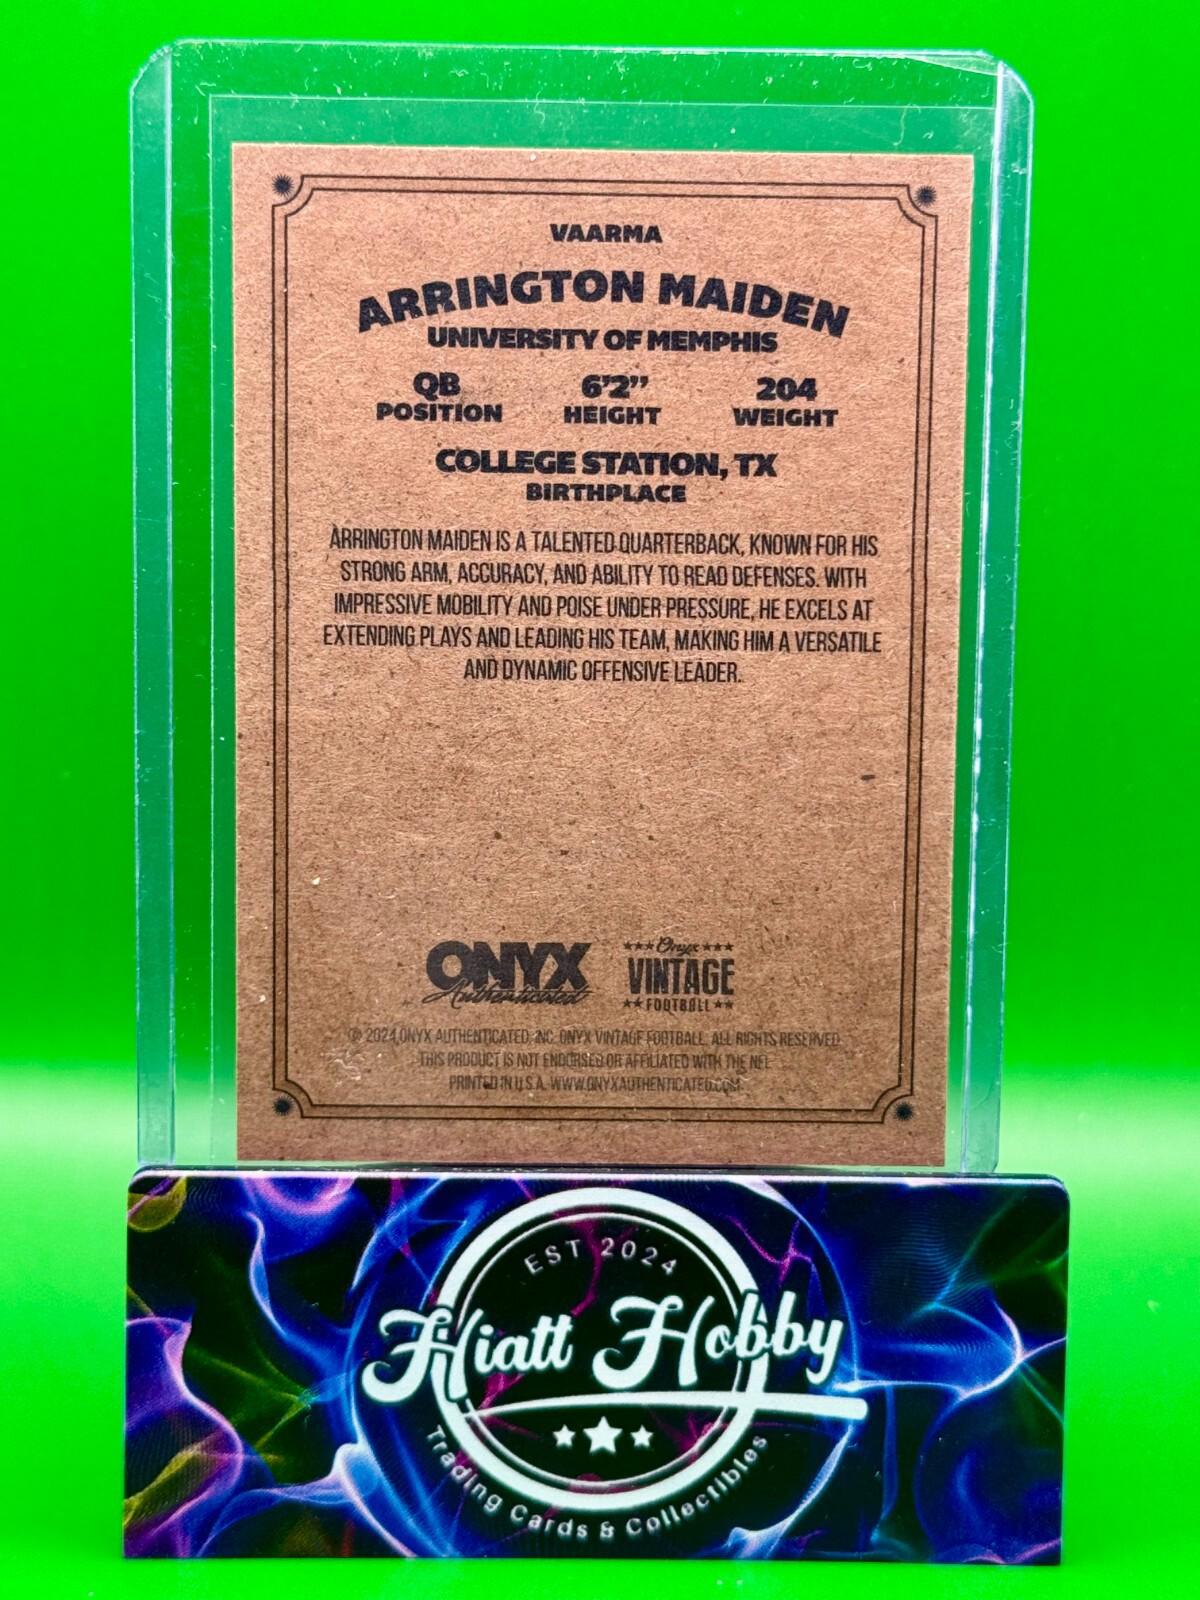 VAARMA
ARRINGTON MAIDEN
UNIVERSITY OF MEMPHIS
QB 6'2” 204
POSITION HEIGHT WEIGHT
COLLEGE STATION, TX
BIRTHPLACE
ARRINGTON MAIDEN IS A TALENTED QUARTERBACK, KNOWN FOR HIS
STRONG ARM, ACCURACY, AND ABILITY TO READ DEFENSES. WITH
IMPRESSIVE MOBILITY AND POISE UNDER PRESSURE, HE EXCELS AT
EXTENDING PLAYS AND LEADING HIS TEAM, MAKING HIM A VERSATILE
AND DYNAMIC OFFENSIVE LEADER.
ONYX
Authenticated
Onyx
VINTAGE
FOOTBALL
© 2024 ONYX AUTHENTICATED, INC. ONYX VINTAGE FOOTBALL. ALL RIGHTS RESERVED.
THIS PRODUCT IS NOT ENDORSED OR AFFILIATED WITH THE NFL
PRINTED IN U.S.A. WWW.ONYXAUTHENTICATED.COM
EST 2024
Hiatt Hobby
Trading Cards & Collectibles